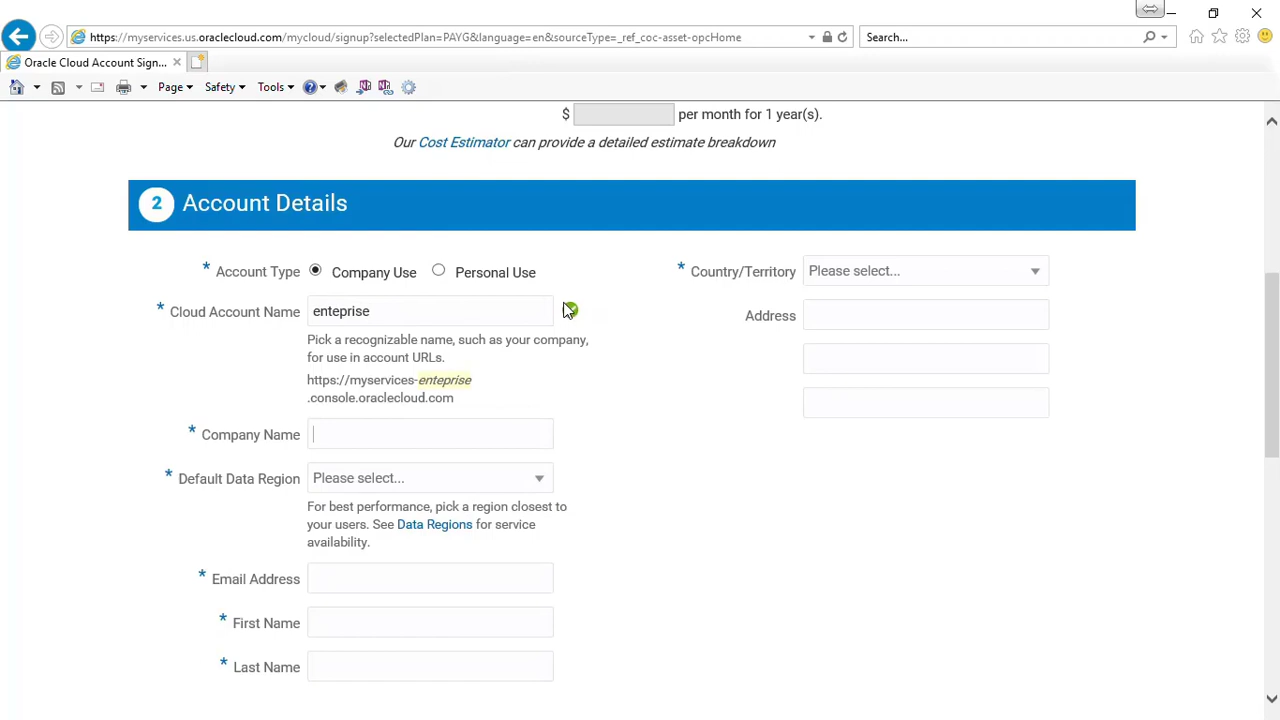 https://myservices.us.oraclecloud.com/mycloud/signup?selectedPlan=PAYG&language=en&sourceType=_ref_coc-asset-opcHome
Search...
Oracle Cloud Account Sign...
Page
Safety
Tools
$ per month for 1 year(s).
Our Cost Estimator can provide a detailed estimate breakdown
2 Account Details
* Account Type Company Use Personal Use
* Cloud Account Name enteprise
Pick a recognizable name, such as your company,
for use in account URLs.
https://myservices-enteprise
.console.oraclecloud.com
* Company Name
* Default Data Region Please select...
For best performance, pick a region closest to
your users. See Data Regions for service
availability.
* Email Address
* First Name
* Last Name
* Country/Territory Please select...
Address